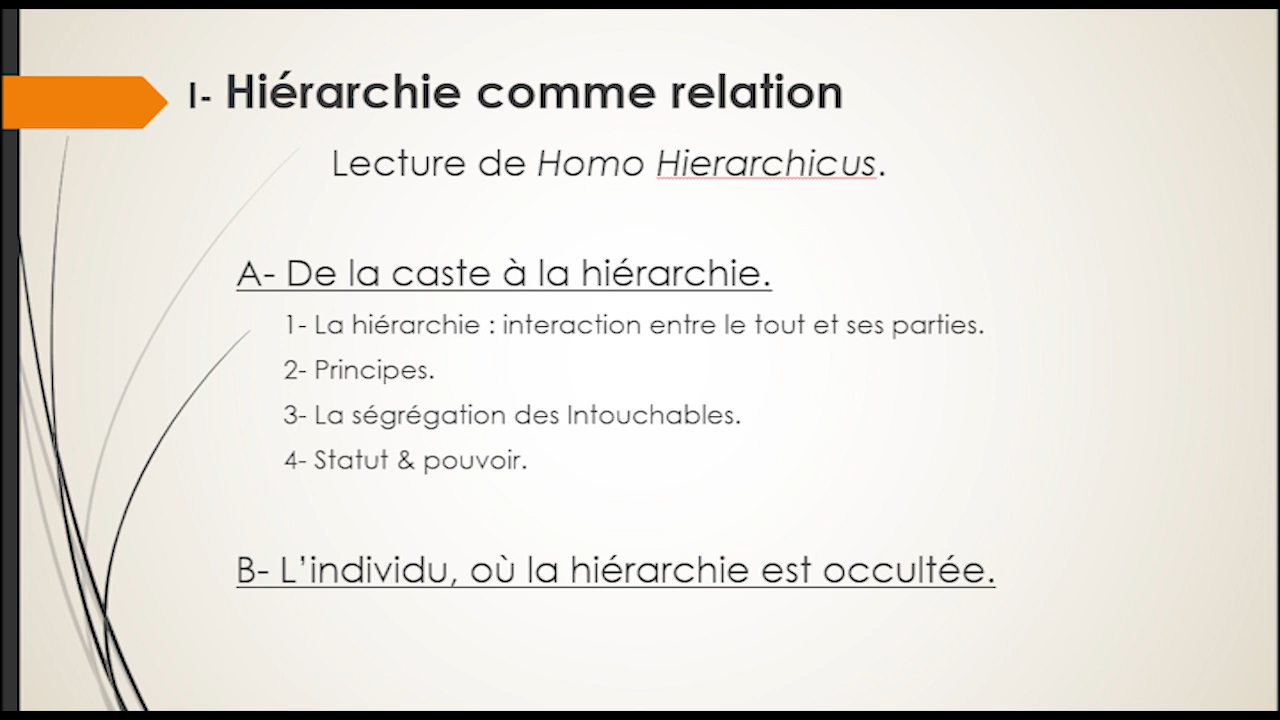 I- Hiérarchie comme relation
Lecture de Homo Hierarchicus.
A- De la caste à la hiérarchie.
1- La hiérarchie : interaction entre le tout et ses parties.
2- Principes.
3- La ségrégation des Intouchables.
4- Statut & pouvoir.
B- L’individu, où la hiérarchie est occultée.